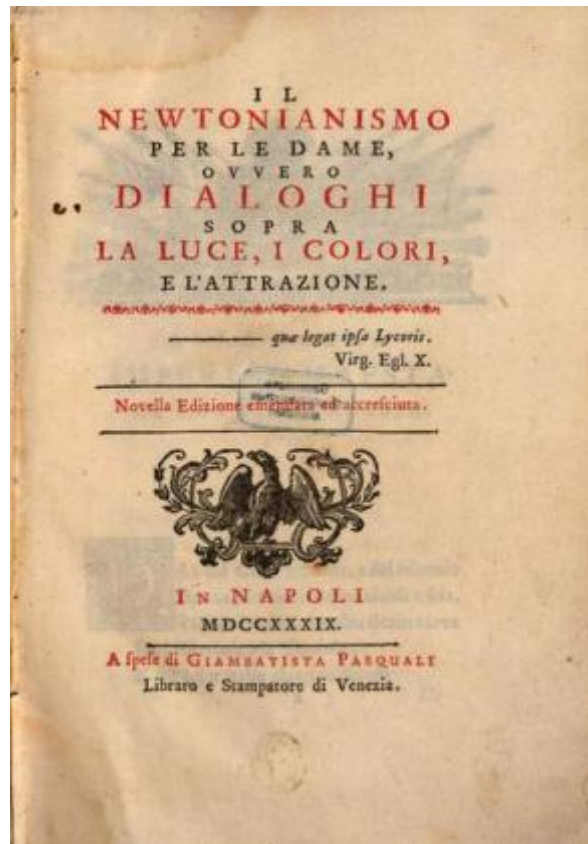 IL
NEWTONIANISMO
PER LE DAME,
OVVERO
DIALOGHI
SOPRA
LA LUCE, I COLORI,
E L'ATTRAZIONE.
quæ legat ipſa Lycoris.
Virg. Egl. X.
Novella Edizione emendata ed accreſciuta.
IN NAPOLI
MDCCXXXIX.
A ſpeſe di GIAMBATISTA PASQUALI
Libraro e Stampatore di Venezia.